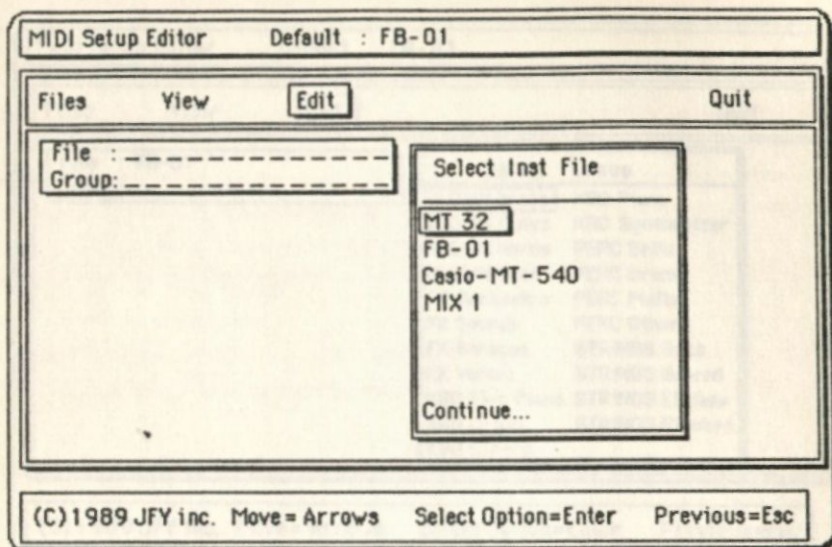 MIDI Setup Editor Default : FB-01
Files View Edit Quit
File :
Group:
Select Inst File
MT 32
FB-01
Casio-MT-540
MIX 1
Continue...
(C)1989 JFY inc. Move = Arrows Select Option=Enter Previous=Esc